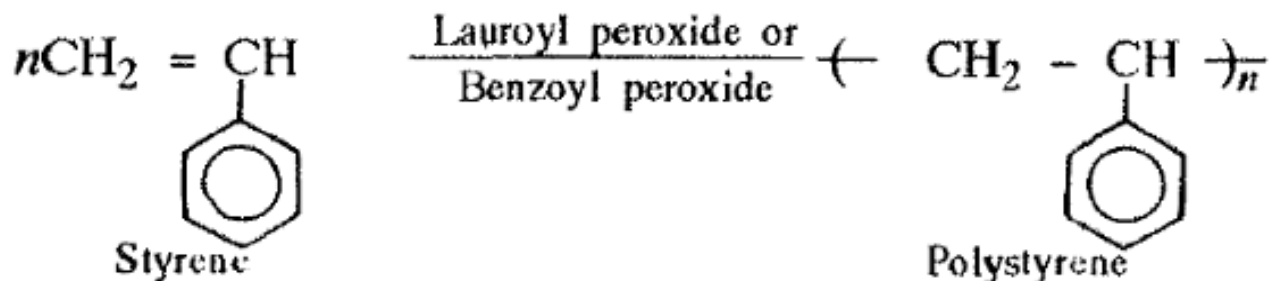 Lauroyl peroxide or
nCH₂ = CH —————— –( CH₂ – CH )–ₙ
Benzoyl peroxide
Styrene Polystyrene